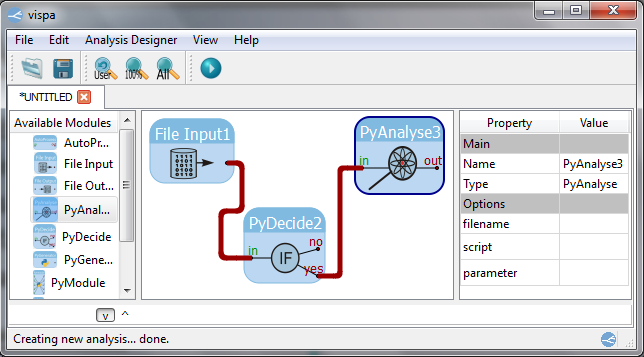 vispa
File Edit Analysis Designer View Help
User 100% All
*UNTITLED
Available Modules
AutoPr...
File Input
File Out...
PyAnal...
PyDecide
PyGene...
PyModule
File Input1
PyDecide2
in no
IF
yes
PyAnalyse3
in out
Property Value
Main
Name PyAnalyse3
Type PyAnalyse
Options
filename
script
parameter
v ^
Creating new analysis... done.